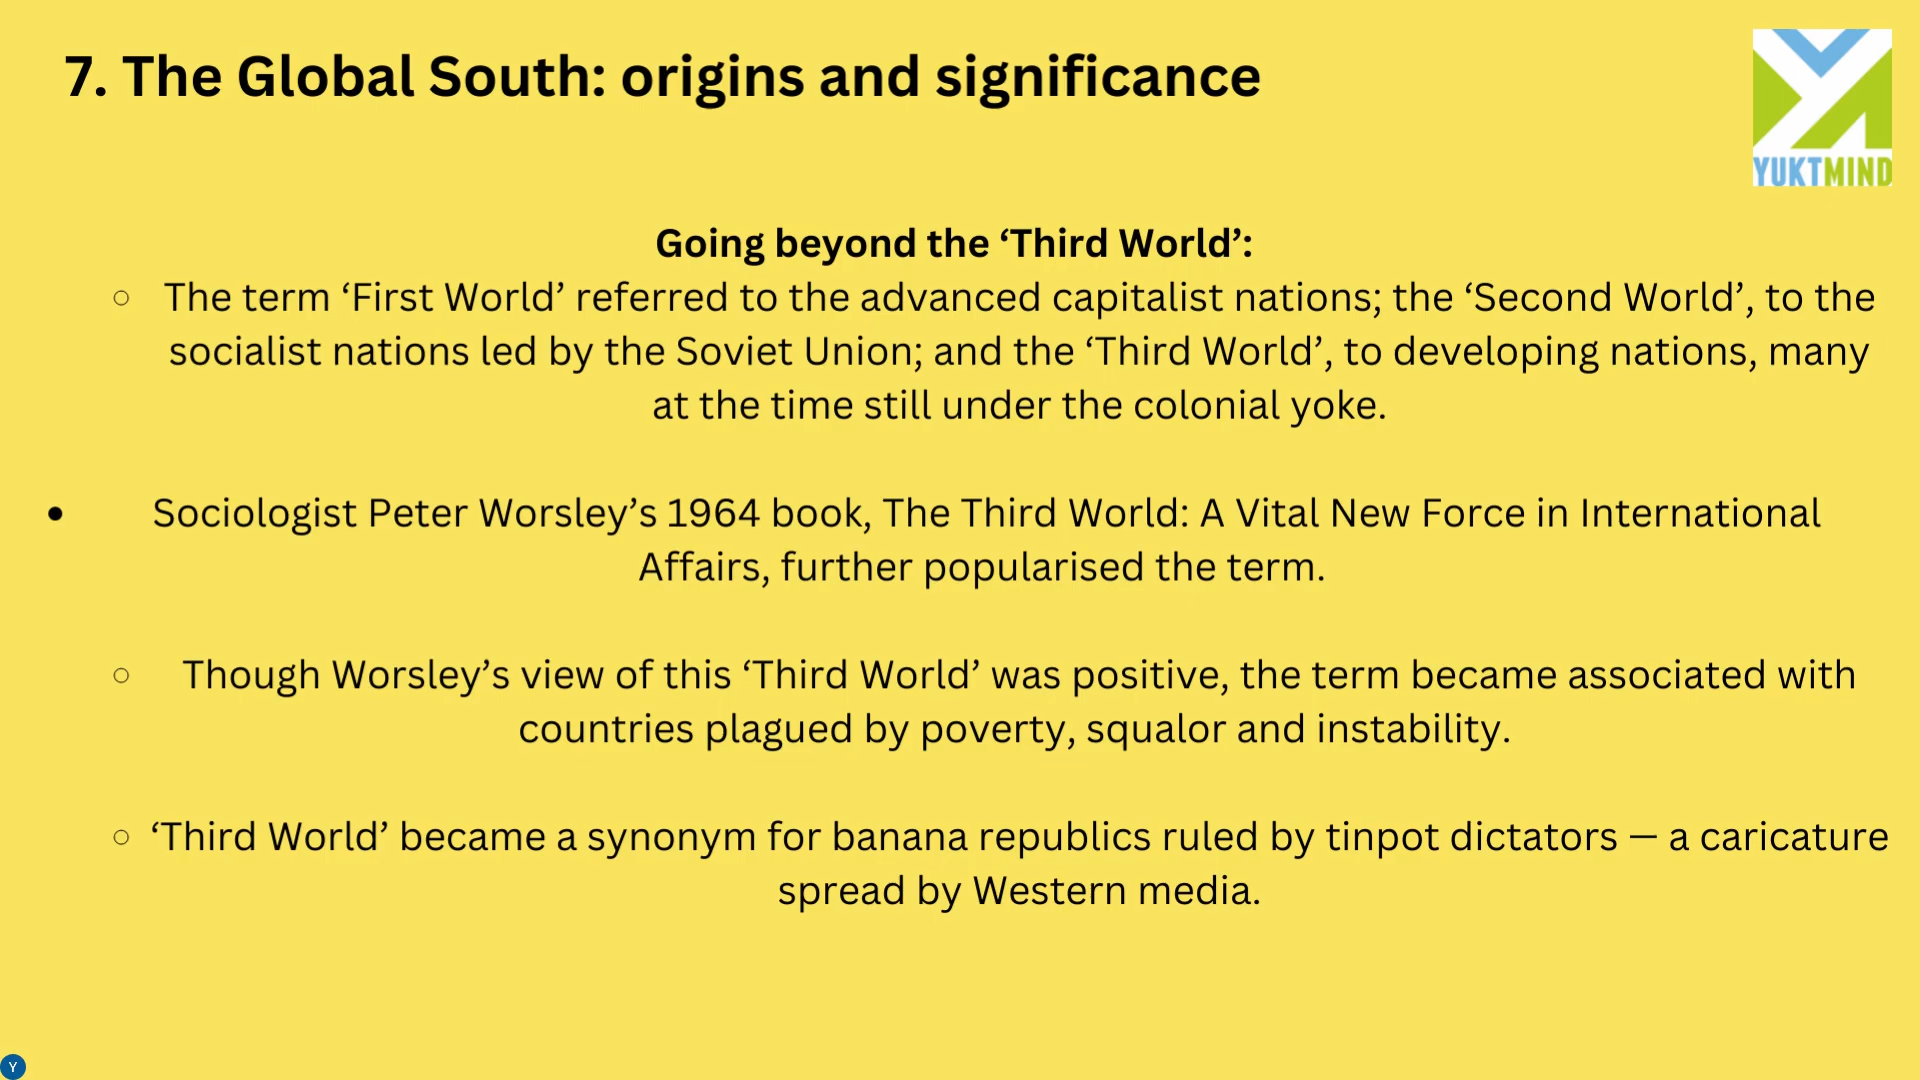 7. The Global South: origins and significance
YUKTMIND
Going beyond the ‘Third World’:
○ The term ‘First World’ referred to the advanced capitalist nations; the ‘Second World’, to the
socialist nations led by the Soviet Union; and the ‘Third World’, to developing nations, many
at the time still under the colonial yoke.
• Sociologist Peter Worsley’s 1964 book, The Third World: A Vital New Force in International
Affairs, further popularised the term.
○ Though Worsley’s view of this ‘Third World’ was positive, the term became associated with
countries plagued by poverty, squalor and instability.
○ ‘Third World’ became a synonym for banana republics ruled by tinpot dictators — a caricature
spread by Western media.
Y